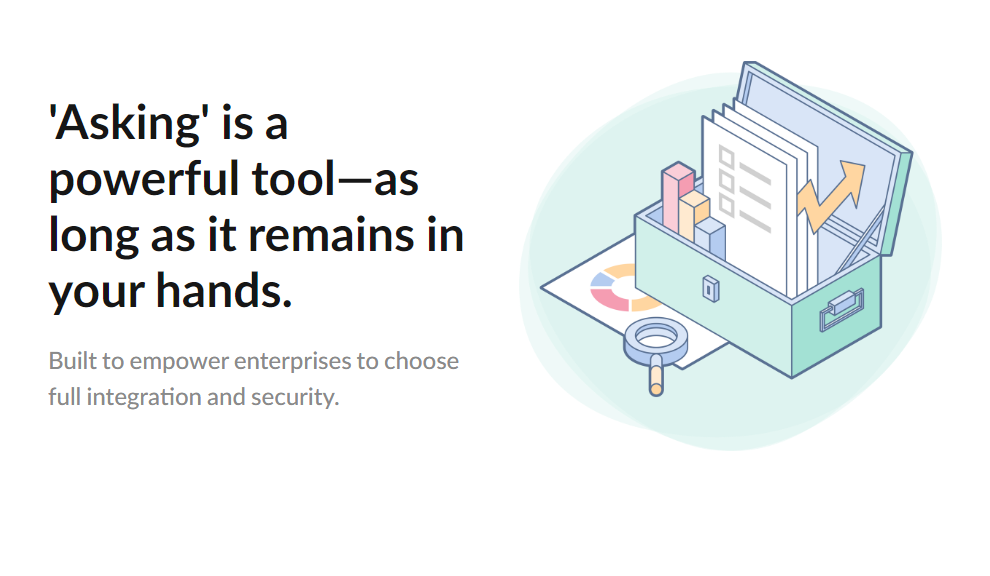 'Asking' is a
powerful tool—as
long as it remains in
your hands.
Built to empower enterprises to choose
full integration and security.